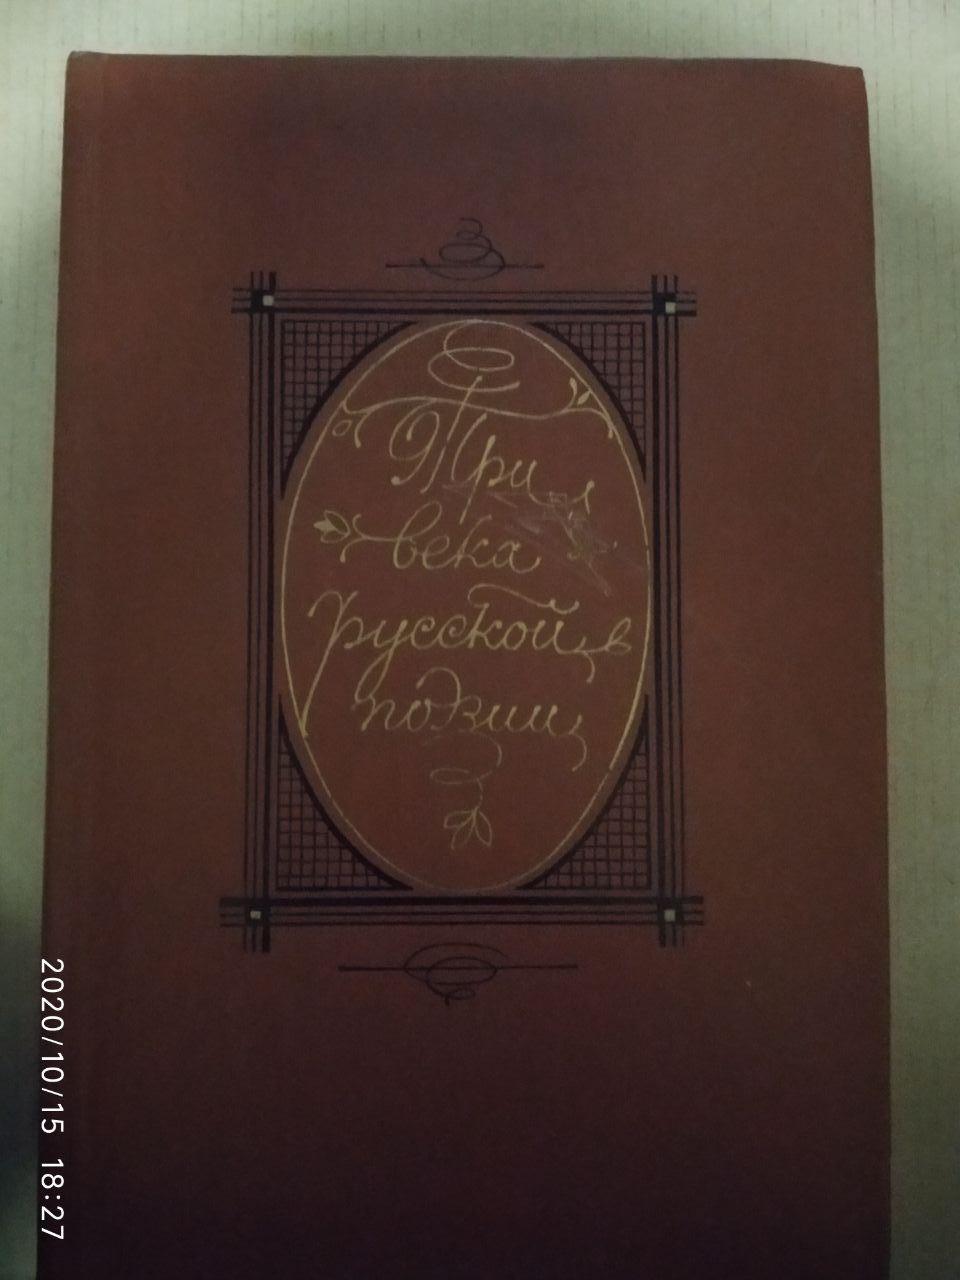 Три
века
русской
поэзии
2020/10/15 18:27